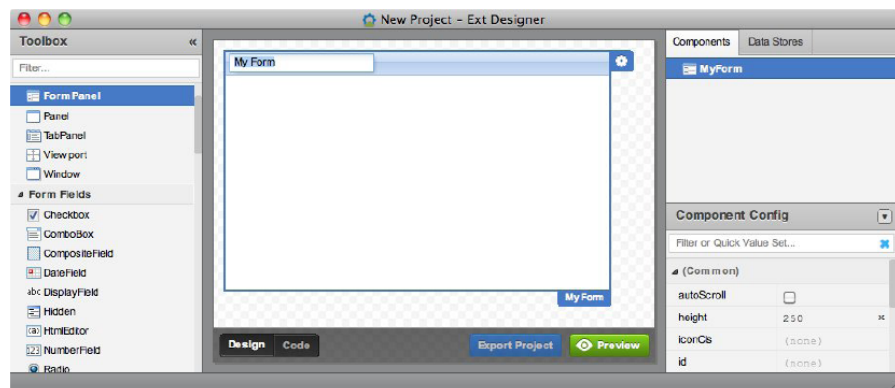 New Project - Ext Designer
Toolbox «
Filter...
FormPanel
Panel
TabPanel
Viewport
Window
Form Fields
Checkbox
ComboBox
CompositeField
DateField
abc DisplayField
Hidden
HtmlEditor
123 NumberField
Radio
My Form
My Form
Design Code
Export Project
Preview
Components Data Stores
MyForm
Component Config
Filter or Quick Value Set...
(Common)
autoScroll
height 250
iconCls (none)
id (none)